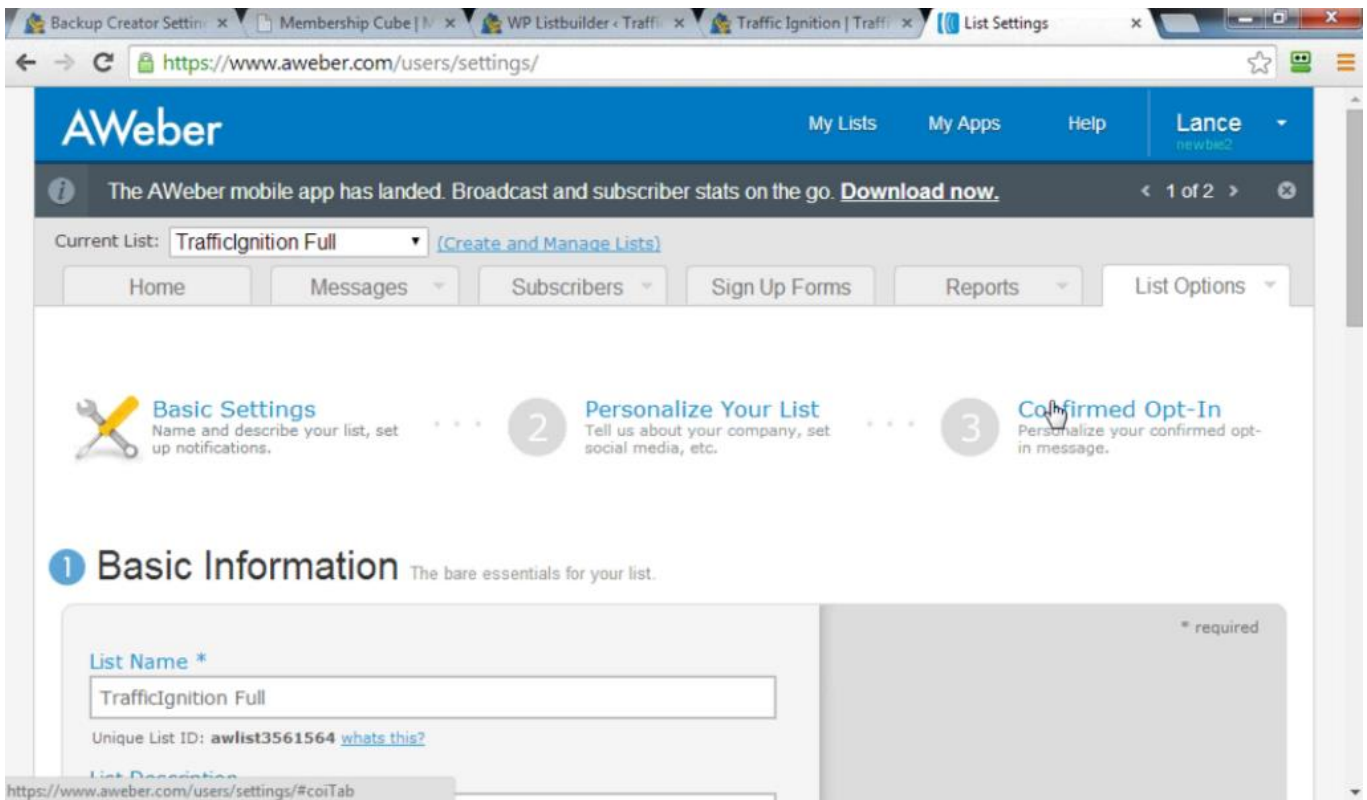 Backup Creator Settin
Membership Cube | M
WP Listbuilder ‹ Traffi
Traffic Ignition | Traffi
List Settings
https://www.aweber.com/users/settings/
AWeber
My Lists
My Apps
Help
Lance
newbie2
The AWeber mobile app has landed. Broadcast and subscriber stats on the go. Download now.
< 1 of 2 >
Current List:
TrafficIgnition Full
(Create and Manage Lists)
Home
Messages
Subscribers
Sign Up Forms
Reports
List Options
Basic Settings
Name and describe your list, set
up notifications.
2
Personalize Your List
Tell us about your company, set
social media, etc.
3
Confirmed Opt-In
Personalize your confirmed opt-
in message.
1 Basic Information The bare essentials for your list.
* required
List Name *
TrafficIgnition Full
Unique List ID: awlist3561564 whats this?
List Description
https://www.aweber.com/users/settings/#coiTab